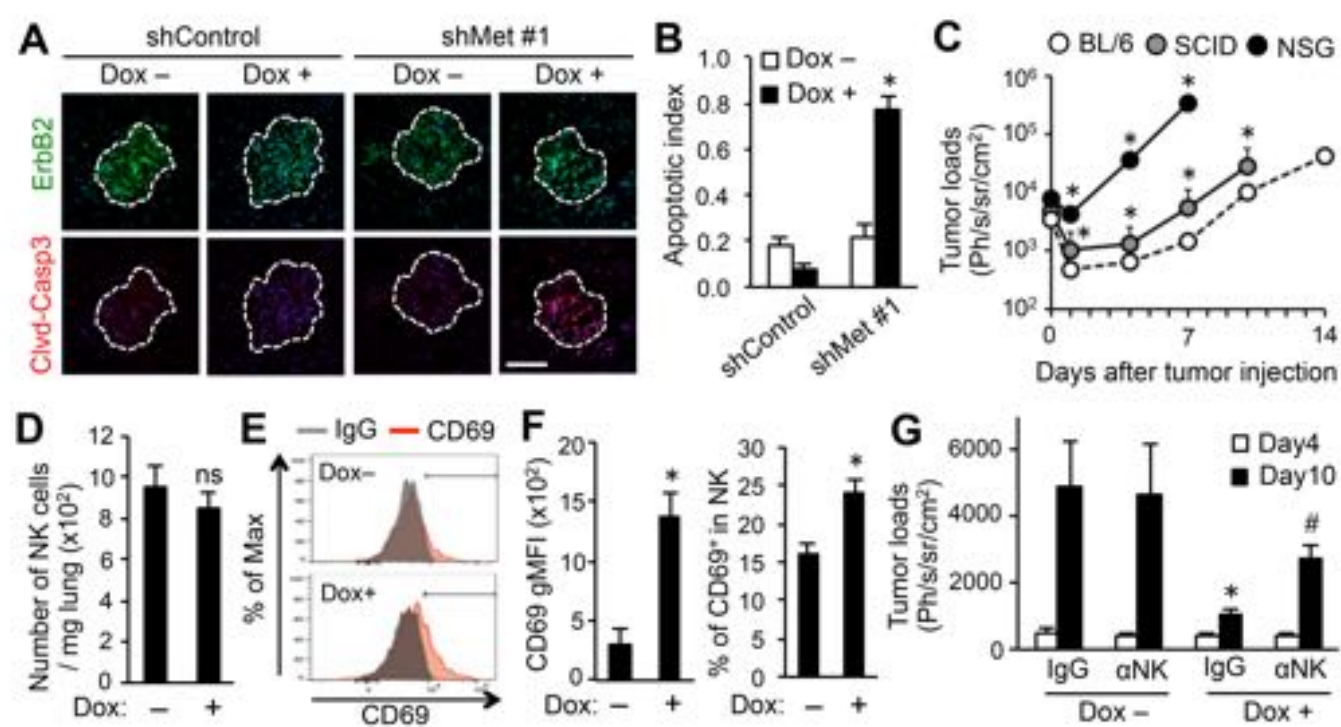 A
shControl
shMet #1
Dox –
Dox +
Dox –
Dox +
ErbB2
Clvd-Casp3
B
Dox –
Dox +
*
Apoptotic index
1.0
0.8
0.6
0.4
0.2
0.0
shControl
shMet #1
C
BL/6
SCID
NSG
Tumor loads
(Ph/s/sr/cm²)
10⁶
10⁵
10⁴
10³
10²
*
*
*
*
*
*
*
*
0
7
14
Days after tumor injection
D
Number of NK cells
/ mg lung (x10²)
12
10
8
6
4
2
0
ns
Dox:
–
+
E
IgG
CD69
Dox–
Dox+
% of Max
CD69
F
CD69 gMFI (x10²)
20
15
10
5
0
*
Dox:
–
+
% of CD69⁺ in NK
30
25
20
15
10
5
0
*
–
+
G
Day4
Day10
Tumor loads
(Ph/s/sr/cm²)
6000
4000
2000
0
*
#
IgG
αNK
IgG
αNK
Dox –
Dox +